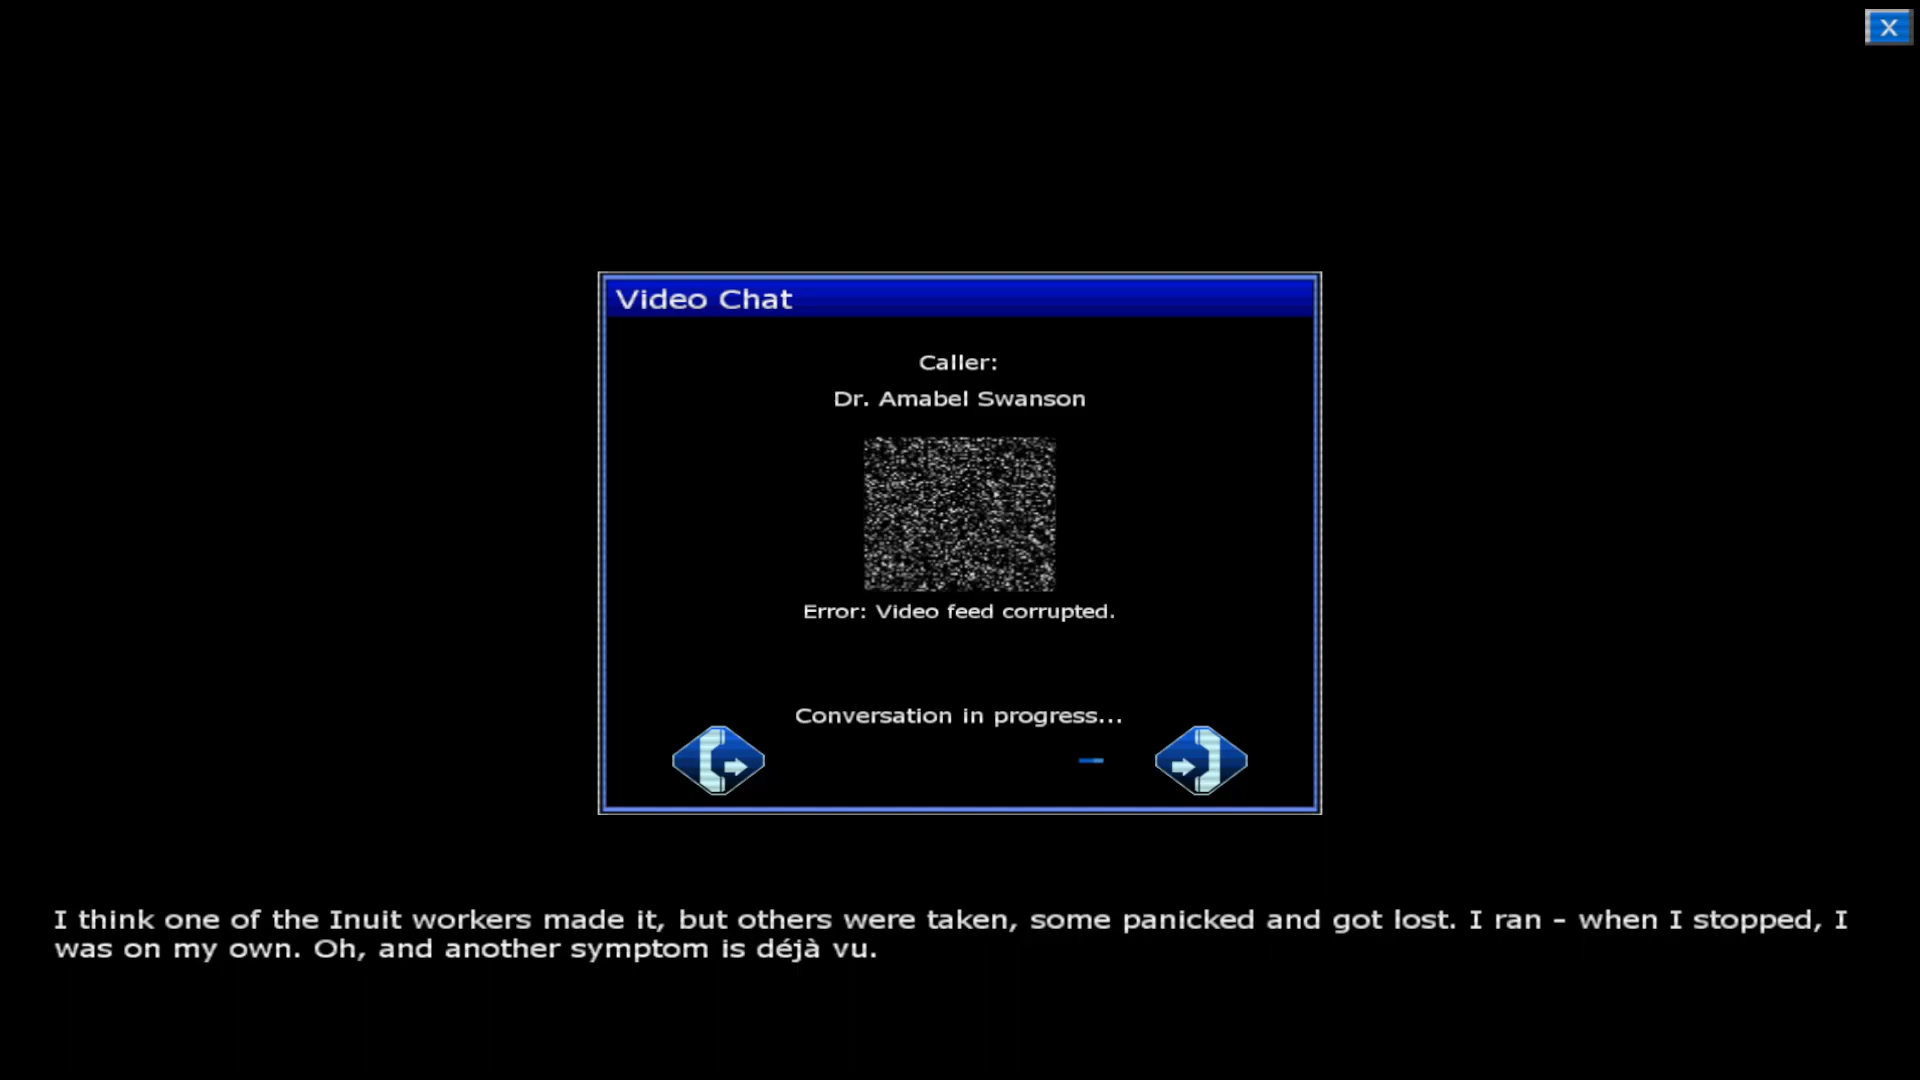 X
Video Chat
Caller:
Dr. Amabel Swanson
Error: Video feed corrupted.
Conversation in progress...
I think one of the Inuit workers made it, but others were taken, some panicked and got lost. I ran - when I stopped, I
was on my own. Oh, and another symptom is déjà vu.